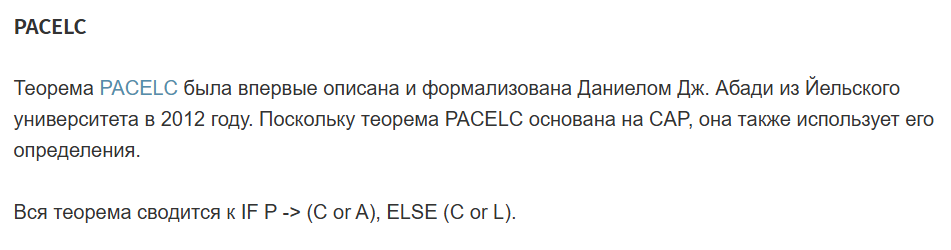 PACELC
Теорема PACELC была впервые описана и формализована Даниелом Дж. Абади из Йельского
университета в 2012 году. Поскольку теорема PACELC основана на CAP, она также использует его
определения.
Вся теорема сводится к IF P -> (C or A), ELSE (C or L).